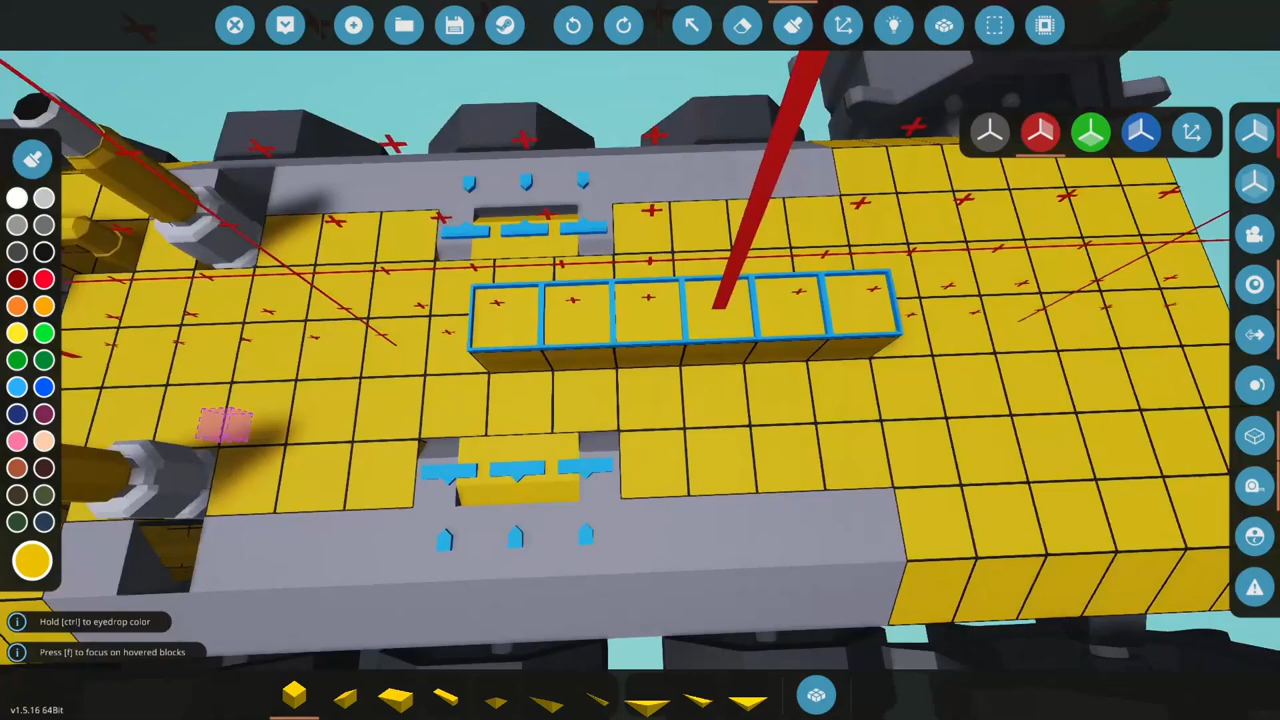 Hold [ctrl] to eyedrop color
Press [f] to focus on hovered blocks
v1.5.16 64Bit